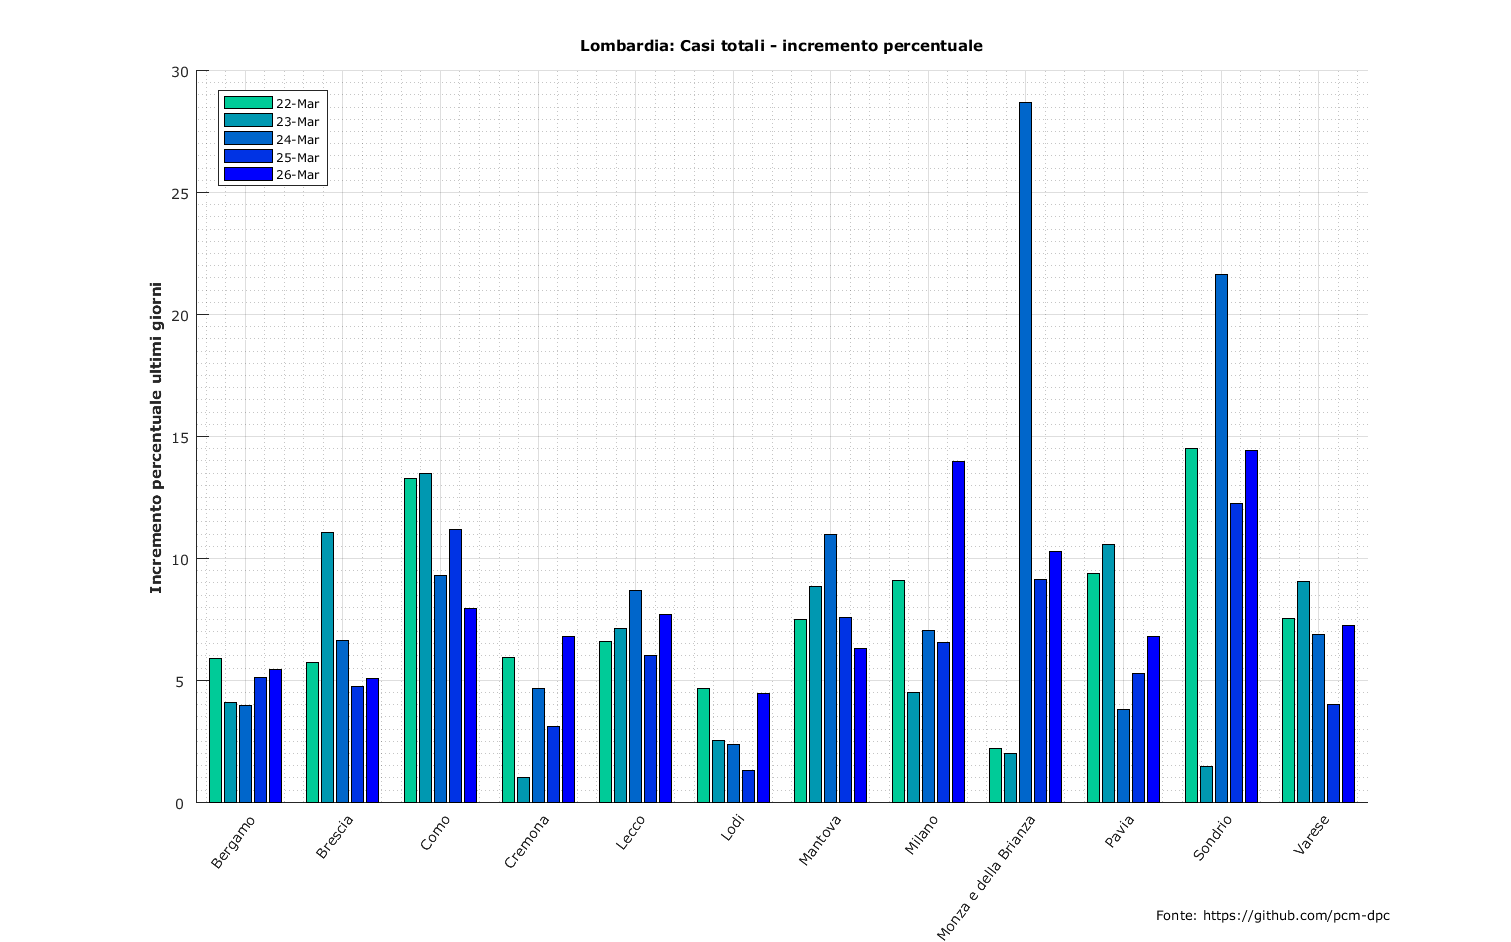 Lombardia: Casi totali - incremento percentuale
30
25
20
15
10
5
0
22-Mar
23-Mar
24-Mar
25-Mar
26-Mar
Incremento percentuale ultimi giorni
Bergamo
Brescia
Como
Cremona
Lecco
Lodi
Mantova
Milano
Monza e della Brianza
Pavia
Sondrio
Varese
Fonte: https://github.com/pcm-dpc